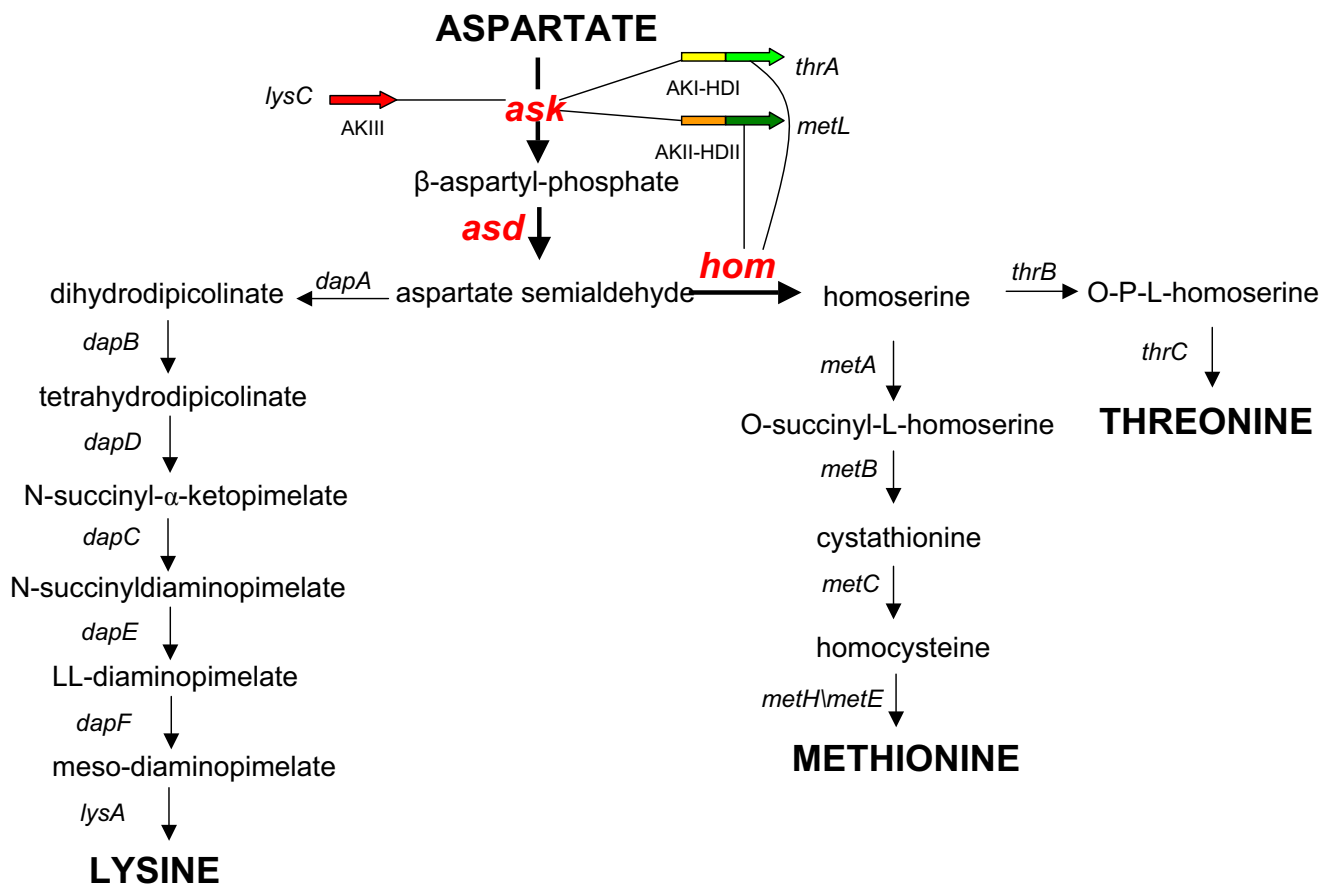 ASPARTATE
lysC
AKIII
ask
AKI-HDI
thrA
AKII-HDII
metL
β-aspartyl-phosphate
asd
hom
dihydrodipicolinate
dapA
aspartate semialdehyde
homoserine
thrB
O-P-L-homoserine
dapB
metA
thrC
tetrahydrodipicolinate
O-succinyl-L-homoserine
THREONINE
dapD
metB
N-succinyl-α-ketopimelate
dapC
cystathionine
N-succinyldiaminopimelate
metC
dapE
homocysteine
LL-diaminopimelate
metH\metE
dapF
METHIONINE
meso-diaminopimelate
lysA
LYSINE